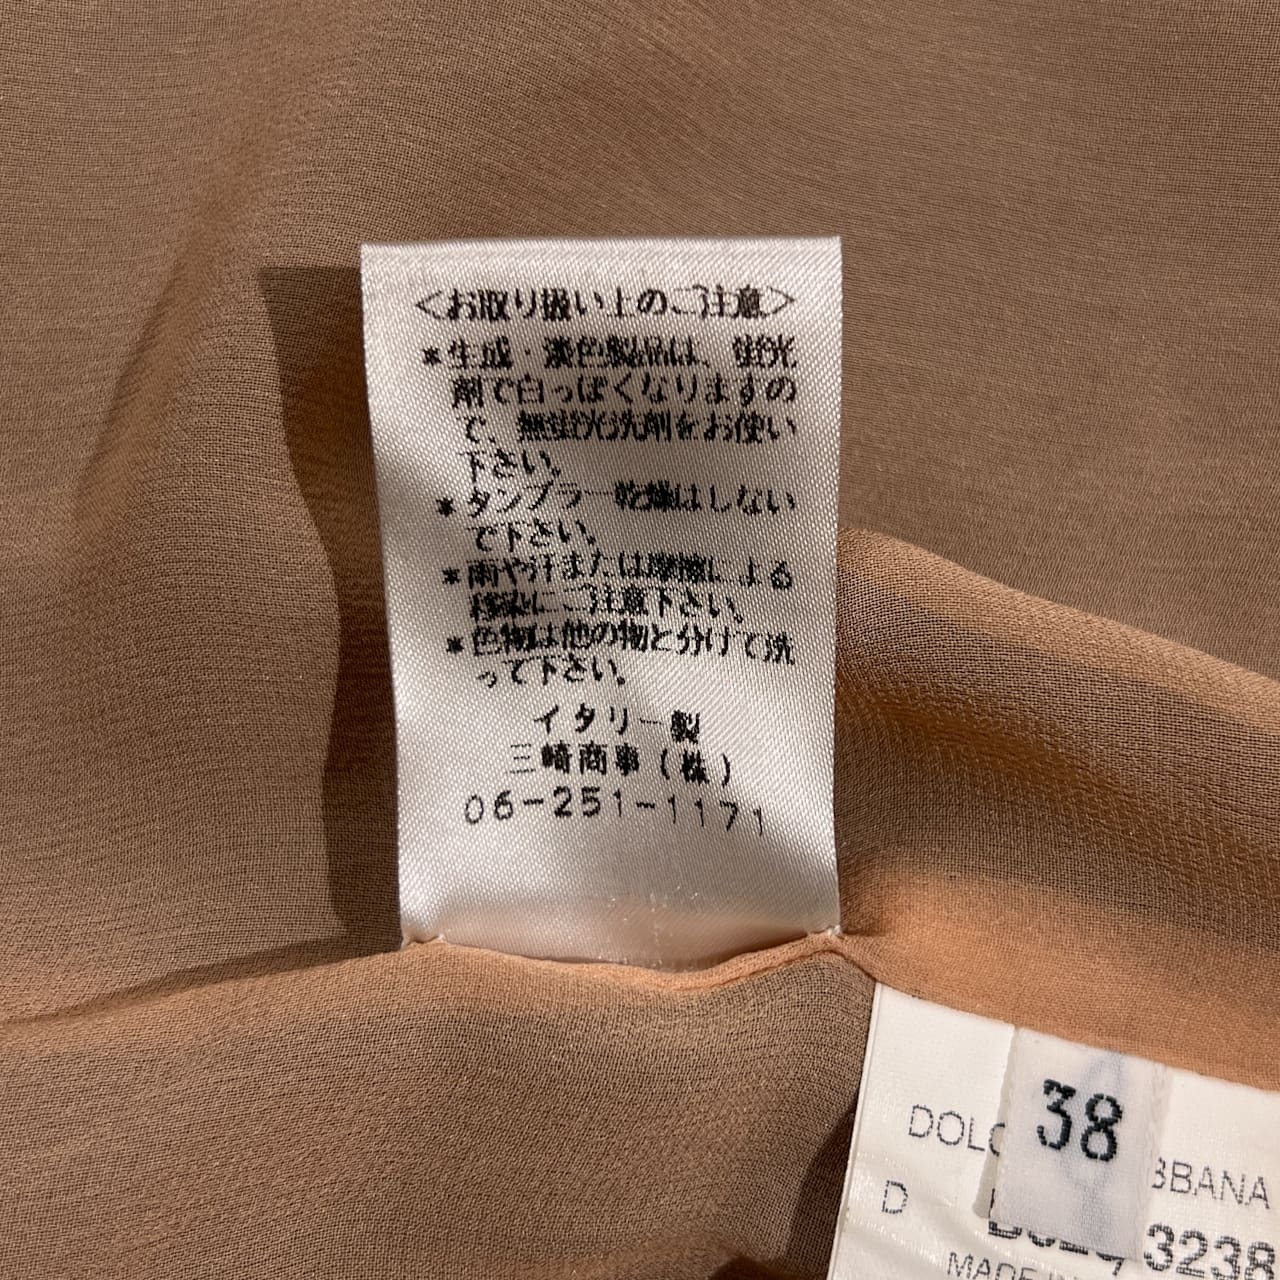 <お取り扱い上のご注意>
*生成・淡色製品は、蛍光
剤で白っぽくなりますの
で、無蛍光洗剤をお使い
下さい。
*タンブラー乾燥はしない
で下さい。
*雨や汗または摩擦による
移染にご注意下さい。
*色物は他の物と分けて洗
って下さい。
イタリー製
三崎商事(株)
06-251-1171
38
DOLC BBANA
D
3238
MADE IN